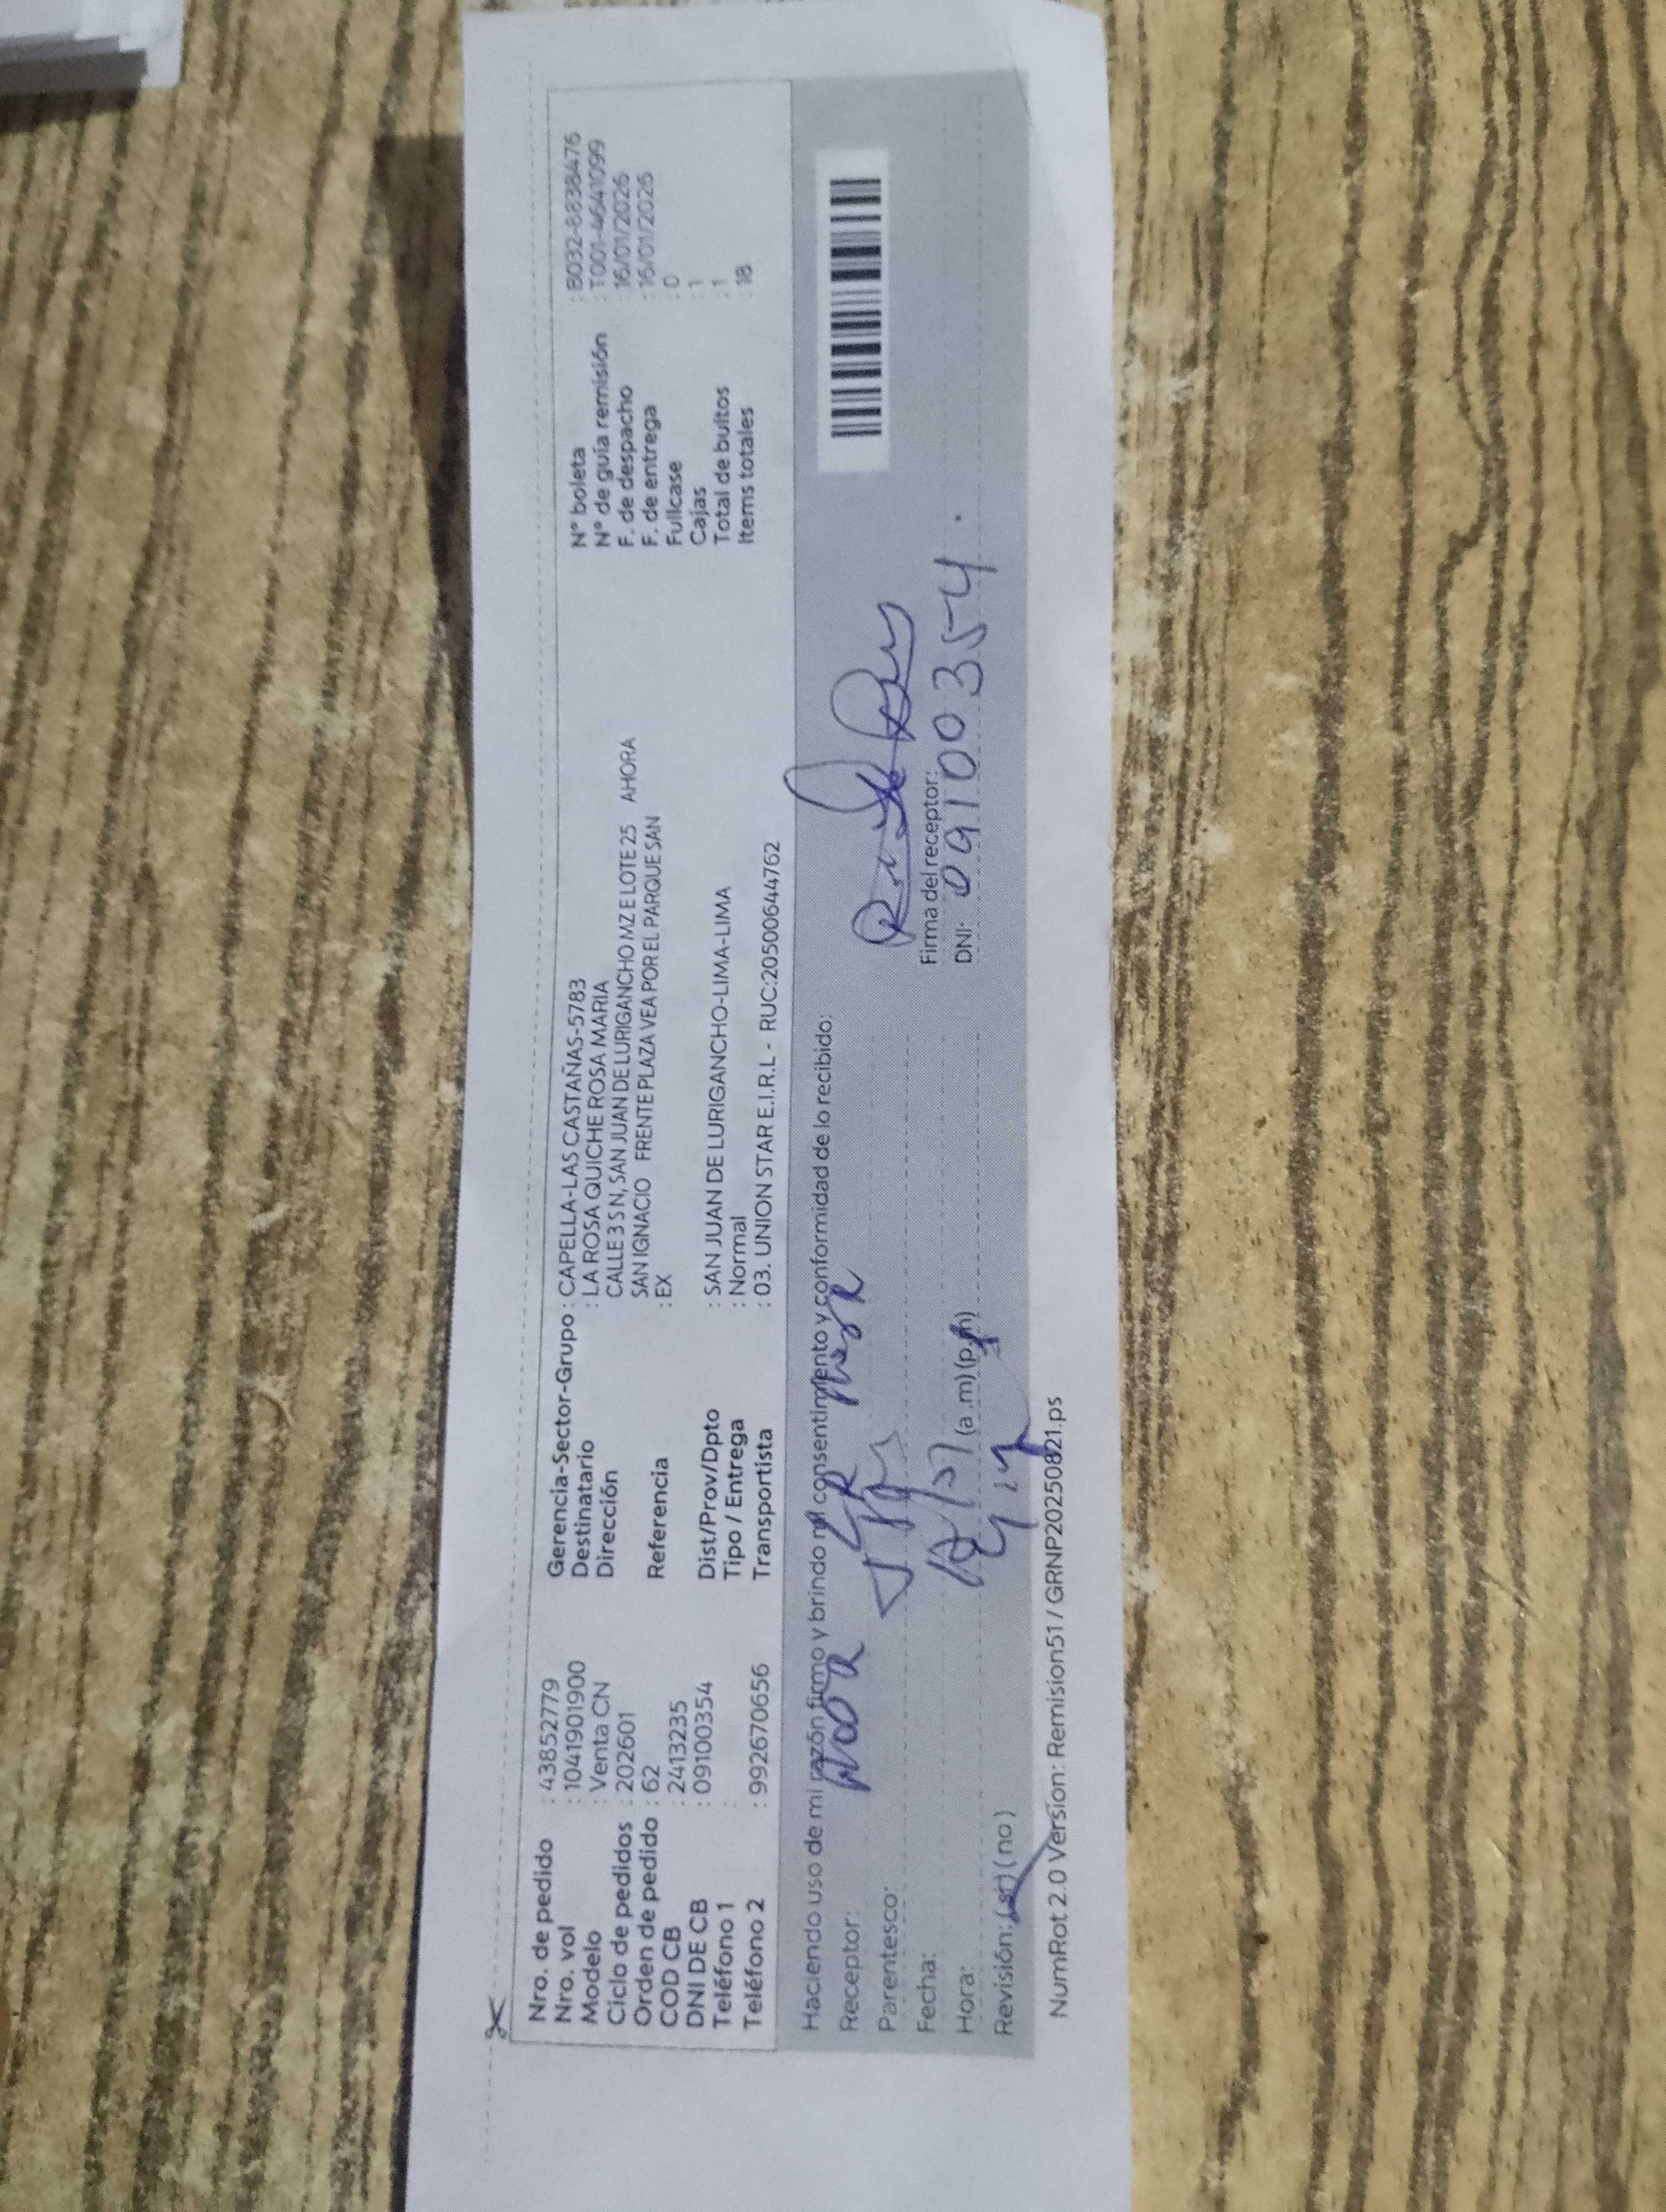 Nro. de pedido : 43852779
Nro. vol : 1041901900
Modelo : Venta CN
Ciclo de pedidos : 202601
Orden de pedido : 62
COD CB : 2413235
DNI DE CB : 09100354
Teléfono 1 :
Teléfono 2 : 992670656
Gerencia-Sector-Grupo : CAPELLA-LAS CASTAÑAS-5783
Destinatario : LA ROSA QUICHE ROSA MARIA
Dirección CALLE 3 S N, SAN JUAN DE LURIGANCHO MZ E LOTE 25 AHORA
SAN IGNACIO FRENTE PLAZA VEA POR EL PARQUE SAN
Referencia : EX
Dist/Prov/Dpto : SAN JUAN DE LURIGANCHO-LIMA-LIMA
Tipo / Entrega : Normal
Transportista : 03. UNION STAR E.I.R.L - RUC:20500644762
N° boleta : B032-8838476
N° de guía remisión : T001-4641099
F. de despacho : 16/01/2026
F. de entrega : 16/01/2026
Fullcase : 0
Cajas : 1
Total de bultos : 1
Items totales : 18
Haciendo uso de mi razón firmo y brindo mi consentimiento y conformidad de lo recibido:
Receptor:
Parentesco:
Fecha:
Hora: (a.m)(p.m)
Revisión: (si)(no)
Firma del receptor:
DNI: 09100354.
NumRot 2.0 Version: Remision51 / GRNP20250821.ps